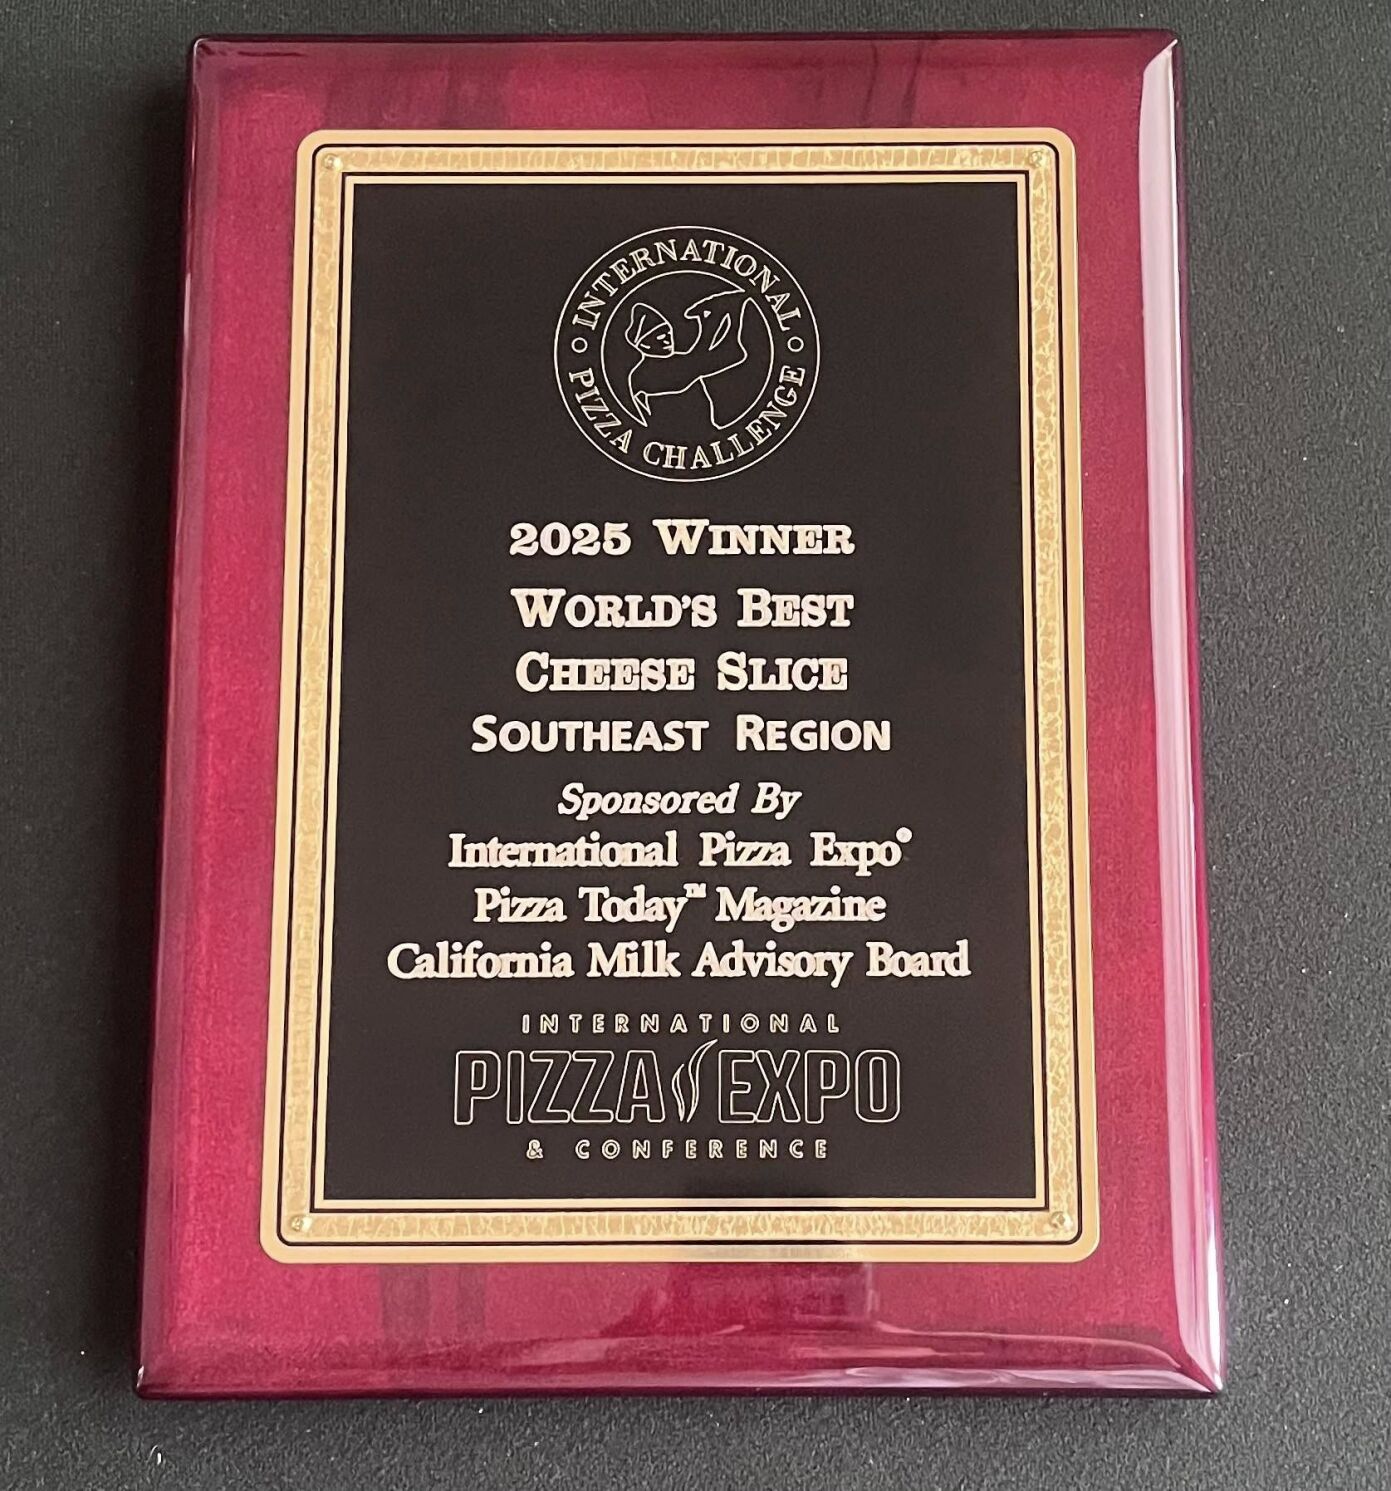 INTERNATIONAL
PIZZA CHALLENGE
2025 WINNER
WORLD'S BEST
CHEESE SLICE
SOUTHEAST REGION
Sponsored By
International Pizza Expo®
Pizza Today™ Magazine
California Milk Advisory Board
INTERNATIONAL
PIZZA EXPO
& CONFERENCE